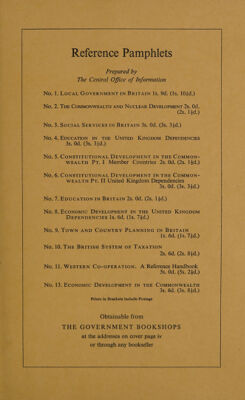 Reference Pamphlets
Prepared by
The Central Office of Information
No. 1. LOCAL GOVERNMENT IN BRITAIN 1s. 9d. (1s. 10½d.)
No. 2. THE COMMONWEALTH AND NUCLEAR DEVELOPMENT 2s. 0d.
(2s. 1½d.)
No. 3. SOCIAL SERVICES IN BRITAIN 3s. 0d. (3s. 3½d.)
No. 4. EDUCATION IN THE UNITED KINGDOM DEPENDENCIES
3s. 0d. (3s. 3½d.)
No. 5. CONSTITUTIONAL DEVELOPMENT IN THE COMMON-
WEALTH PT. I Member Countries 2s. 0d. (2s. 1½d.)
No. 6. CONSTITUTIONAL DEVELOPMENT IN THE COMMON-
WEALTH PT. II United Kingdom Dependencies
3s. 0d. (3s. 3½d.)
No. 7. EDUCATION IN BRITAIN 2s. 0d. (2s. 1½d.)
No. 8. ECONOMIC DEVELOPMENT IN THE UNITED KINGDOM
DEPENDENCIES 1s. 6d. (1s. 7½d.)
No. 9. TOWN AND COUNTRY PLANNING IN BRITAIN
1s. 6d. (1s. 7½d.)
No. 10. THE BRITISH SYSTEM OF TAXATION
2s. 6d. (2s. 8½d.)
No. 11. WESTERN CO-OPERATION. A Reference Handbook
5s. 0d. (5s. 2½d.)
No. 13. ECONOMIC DEVELOPMENT IN THE COMMONWEALTH
3s. 6d. (3s. 8½d.)
Prices in Brackets include Postage
Obtainable from
THE GOVERNMENT BOOKSHOPS
at the addresses on cover page iv
or through any bookseller